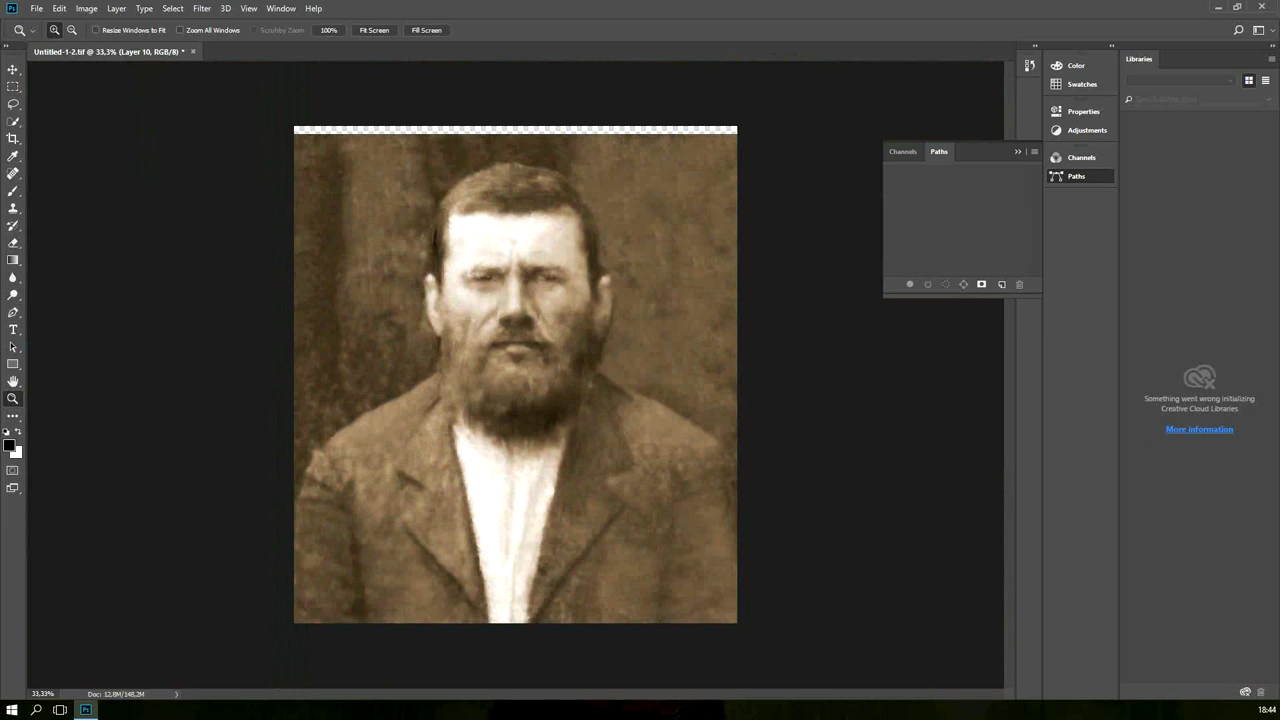 Ps File Edit Image Layer Type Select Filter 3D View Window Help
Resize Windows to Fit Zoom All Windows Scrubby Zoom 100% Fit Screen Fill Screen
Untitled-1-2.tif @ 33,3% (Layer 10, RGB/8) * ×
Libraries
Color
Swatches
Properties
Adjustments
Channels
Paths
Channels Paths
Something went wrong initializing
Creative Cloud Libraries
More information
33,33% Doc: 12,8M/148,2M
Ps 18:44